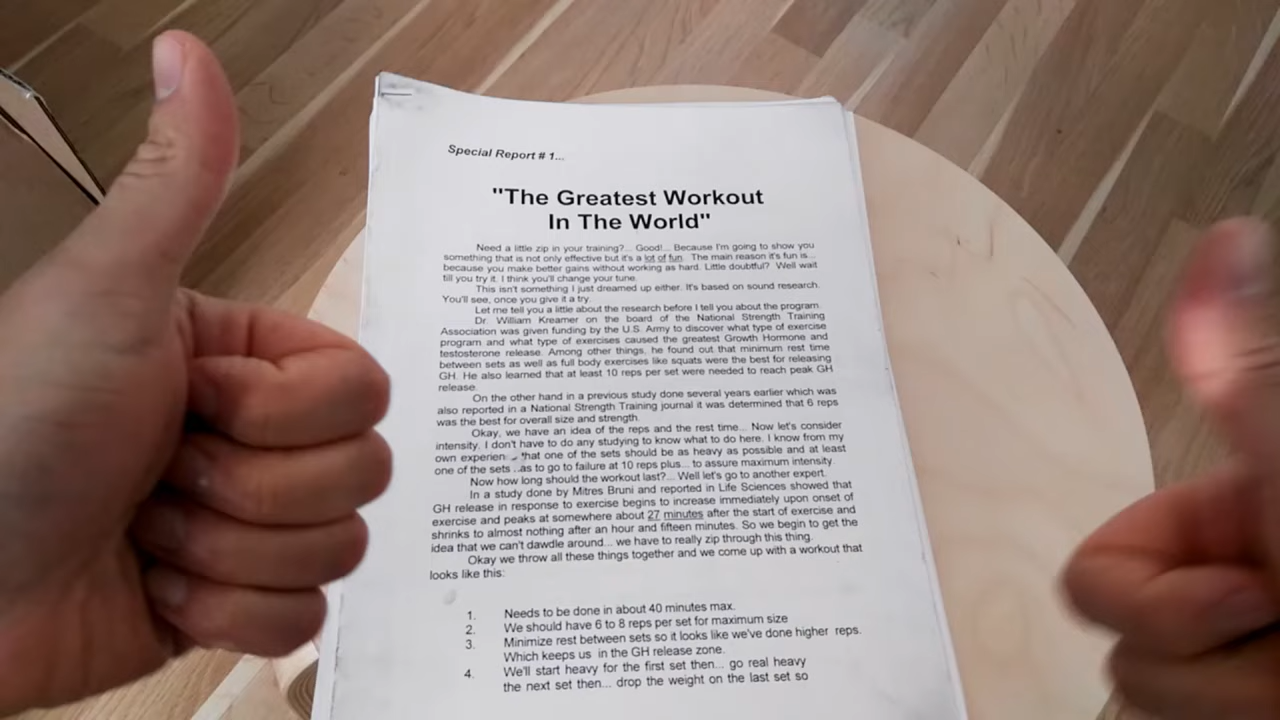 Special Report # 1...
"The Greatest Workout
In The World"
Need a little zip in your training?... Good!... Because I'm going to show you
something that is not only effective but it's a lot of fun. The main reason it's fun is...
because you make better gains without working as hard. Little doubtful? Well wait
till you try it. I think you'll change your tune.
This isn't something I just dreamed up either. It's based on sound research.
You'll see, once you give it a try.
Let me tell you a little about the research before I tell you about the program.
Dr. William Kreamer on the board of the National Strength Training
Association was given funding by the U.S. Army to discover what type of exercise
program and what type of exercises caused the greatest Growth Hormone and
testosterone release. Among other things, he found out that minimum rest time
between sets as well as full body exercises like squats were the best for releasing
GH. He also learned that at least 10 reps per set were needed to reach peak GH
release.
On the other hand in a previous study done several years earlier which was
also reported in a National Strength Training journal it was determined that 6 reps
was the best for overall size and strength.
Okay, we have an idea of the reps and the rest time... Now let's consider
intensity. I don't have to do any studying to know what to do here. I know from my
own that one of the sets should be as heavy as possible and at least
one of the sets to go to failure at 10 reps plus... to assure maximum intensity.
Now how long should the workout last?... Well let's go to another expert.
In a study done by Mitres Bruni and reported in Life Sciences showed that
GH release in response to exercise begins to increase immediately upon onset of
exercise and peaks at somewhere about 27 minutes after the start of exercise and
shrinks to almost nothing after an hour and fifteen minutes. So we begin to get the
idea that we can't dawdle around... we have to really zip through this thing.
Okay we throw all these things together and we come up with a workout that
looks like this:
1. Needs to be done in about 40 minutes max.
2. We should have 6 to 8 reps per set for maximum size
3. Minimize rest between sets so it looks like we've done higher reps.
Which keeps us in the GH release zone.
4. We'll start heavy for the first set then... go real heavy
the next set then... drop the weight on the last set so